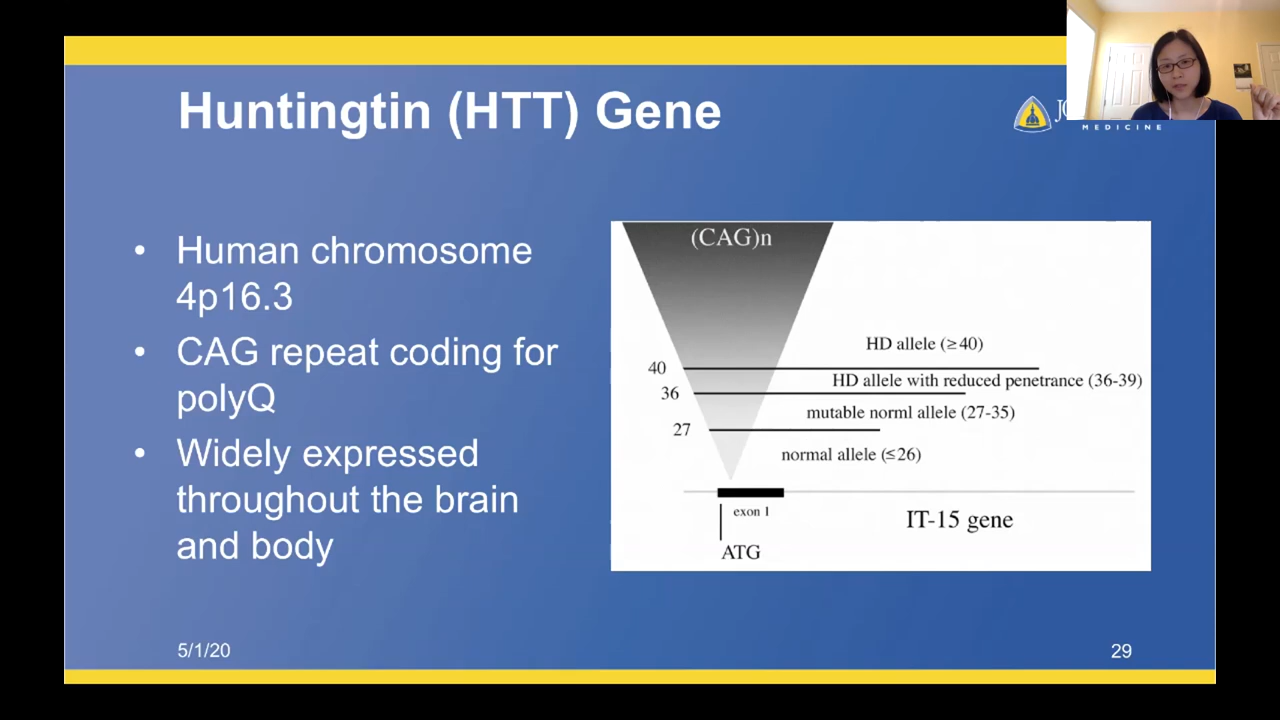 Huntingtin (HTT) Gene
MEDICINE
• Human chromosome
4p16.3
• CAG repeat coding for
polyQ
• Widely expressed
throughout the brain
and body
(CAG)n
HD allele (≥40)
40
HD allele with reduced penetrance (36-39)
36
mutable norml allele (27-35)
27
normal allele (≤26)
exon 1
IT-15 gene
ATG
5/1/20
29